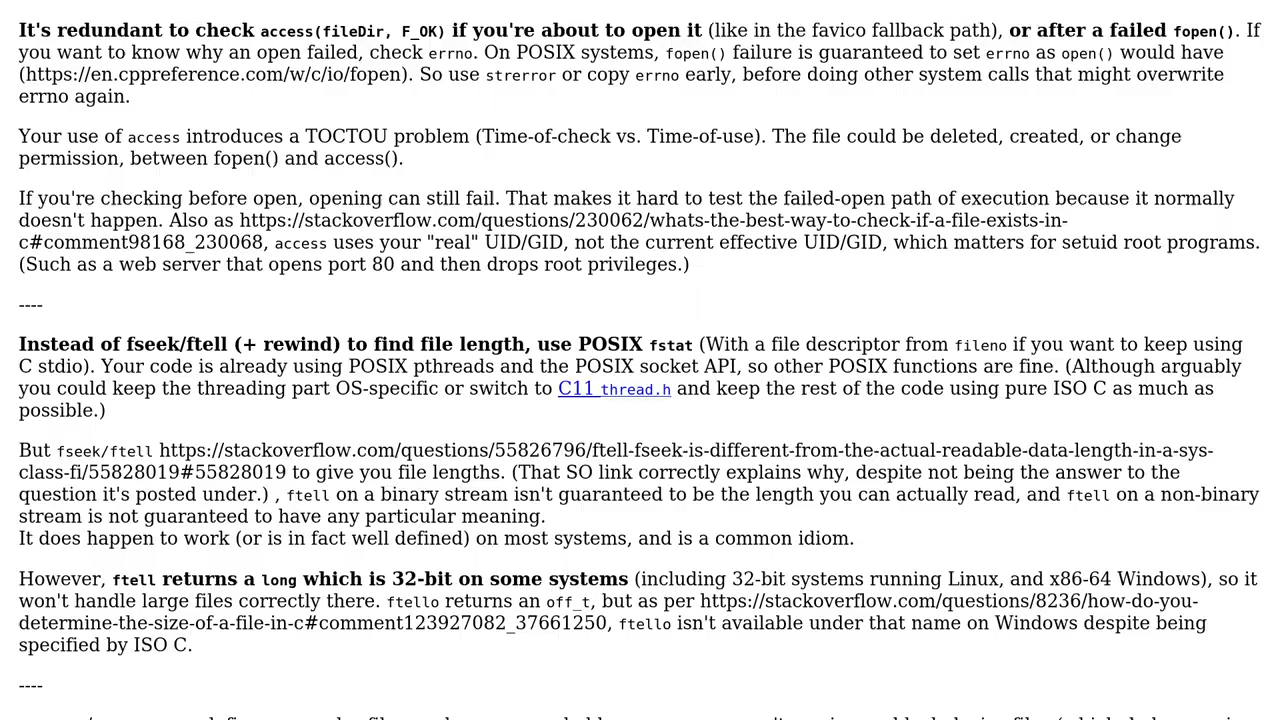 It's redundant to check access(fileDir, F_OK) if you're about to open it (like in the favico fallback path), or after a failed fopen(). If
you want to know why an open failed, check errno. On POSIX systems, fopen() failure is guaranteed to set errno as open() would have
(https://en.cppreference.com/w/c/io/fopen). So use strerror or copy errno early, before doing other system calls that might overwrite
errno again.
Your use of access introduces a TOCTOU problem (Time-of-check vs. Time-of-use). The file could be deleted, created, or change
permission, between fopen() and access().
If you're checking before open, opening can still fail. That makes it hard to test the failed-open path of execution because it normally
doesn't happen. Also as https://stackoverflow.com/questions/230062/whats-the-best-way-to-check-if-a-file-exists-in-
c#comment98168_230068, access uses your "real" UID/GID, not the current effective UID/GID, which matters for setuid root programs.
(Such as a web server that opens port 80 and then drops root privileges.)
----
Instead of fseek/ftell (+ rewind) to find file length, use POSIX fstat (With a file descriptor from fileno if you want to keep using
C stdio). Your code is already using POSIX pthreads and the POSIX socket API, so other POSIX functions are fine. (Although arguably
you could keep the threading part OS-specific or switch to C11 thread.h and keep the rest of the code using pure ISO C as much as
possible.)
But fseek/ftell https://stackoverflow.com/questions/55826796/ftell-fseek-is-different-from-the-actual-readable-data-length-in-a-sys-
class-fi/55828019#55828019 to give you file lengths. (That SO link correctly explains why, despite not being the answer to the
question it's posted under.) , ftell on a binary stream isn't guaranteed to be the length you can actually read, and ftell on a non-binary
stream is not guaranteed to have any particular meaning.
It does happen to work (or is in fact well defined) on most systems, and is a common idiom.
However, ftell returns a long which is 32-bit on some systems (including 32-bit systems running Linux, and x86-64 Windows), so it
won't handle large files correctly there. ftello returns an off_t, but as per https://stackoverflow.com/questions/8236/how-do-you-
determine-the-size-of-a-file-in-c#comment123927082_37661250, ftello isn't available under that name on Windows despite being
specified by ISO C.
----